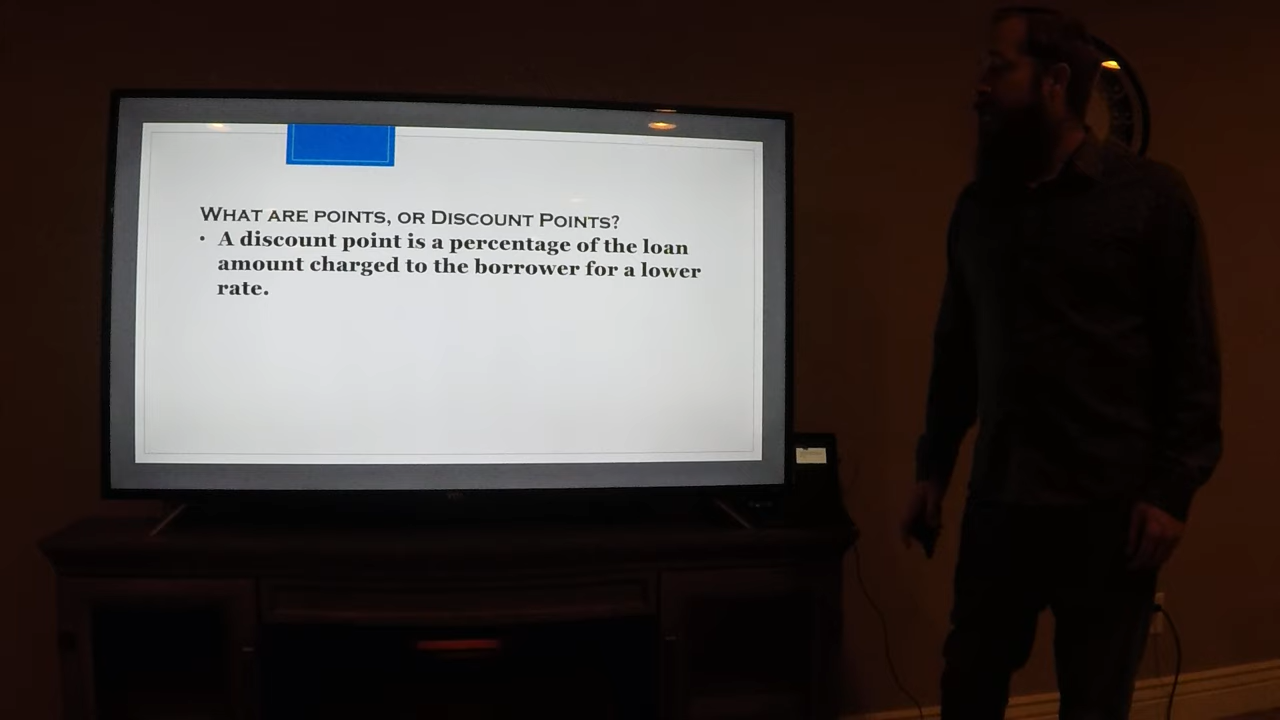 What are points, or Discount Points?
• A discount point is a percentage of the loan
amount charged to the borrower for a lower
rate.